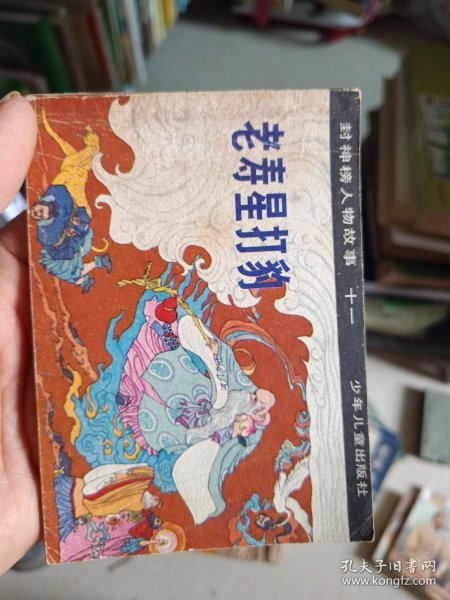 封神榜人物故事 十一
老寿星打豹
少年儿童出版社
孔夫子旧书网
www.kongfz.com